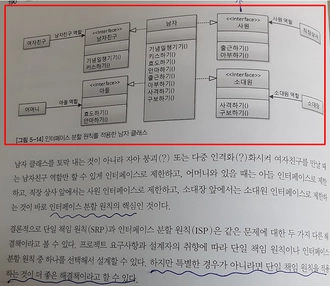 여자친구
남자친구 역할
<<interface>>
남자친구
기념일챙기기()
키스하기()
남자
기념일챙기기()
키스하기()
효도하기()
안마하기()
출근하기()
아부하기()
사격하기()
구보하기()
<<interface>>
사원
출근하기()
아부하기()
사원 역할
직장상사
어머니
아들 역할
<<interface>>
아들
효도하기()
안마하기()
<<interface>>
소대원
사격하기()
구보하기()
소대원 역할
소대장
[그림 5-14] 인터페이스 분할 원칙을 적용한 남자 클래스
남자 클래스를 토막 내는 것이 아니라 자아 붕괴(?) 또는 다중 인격화(?)화시켜 여자친구를 만날 때
는 남자친구 역할만 할 수 있게 인터페이스로 제한하고, 어머니와 있을 때는 아들 인터페이스로 제한하
고, 직장 상사 앞에서는 사원 인터페이스로 제한하고, 소대장 앞에서는 소대원 인터페이스로 제한하
는 것이 바로 인터페이스 분할 원칙의 핵심인 것이다.
결론적으로 단일 책임 원칙(SRP)과 인터페이스 분할 원칙(ISP)은 같은 문제에 대한 두 가지 다른 해
결책이라고 볼 수 있다. 프로젝트 요구사항과 설계자의 취향에 따라 단일 책임 원칙이나 인터페이스
분할 원칙 중 하나를 선택해서 설계할 수 있다. 하지만 특별한 경우가 아니라면 단일 책임 원칙을 적용
하는 것이 더 좋은 해결책이라고 할 수 있다.